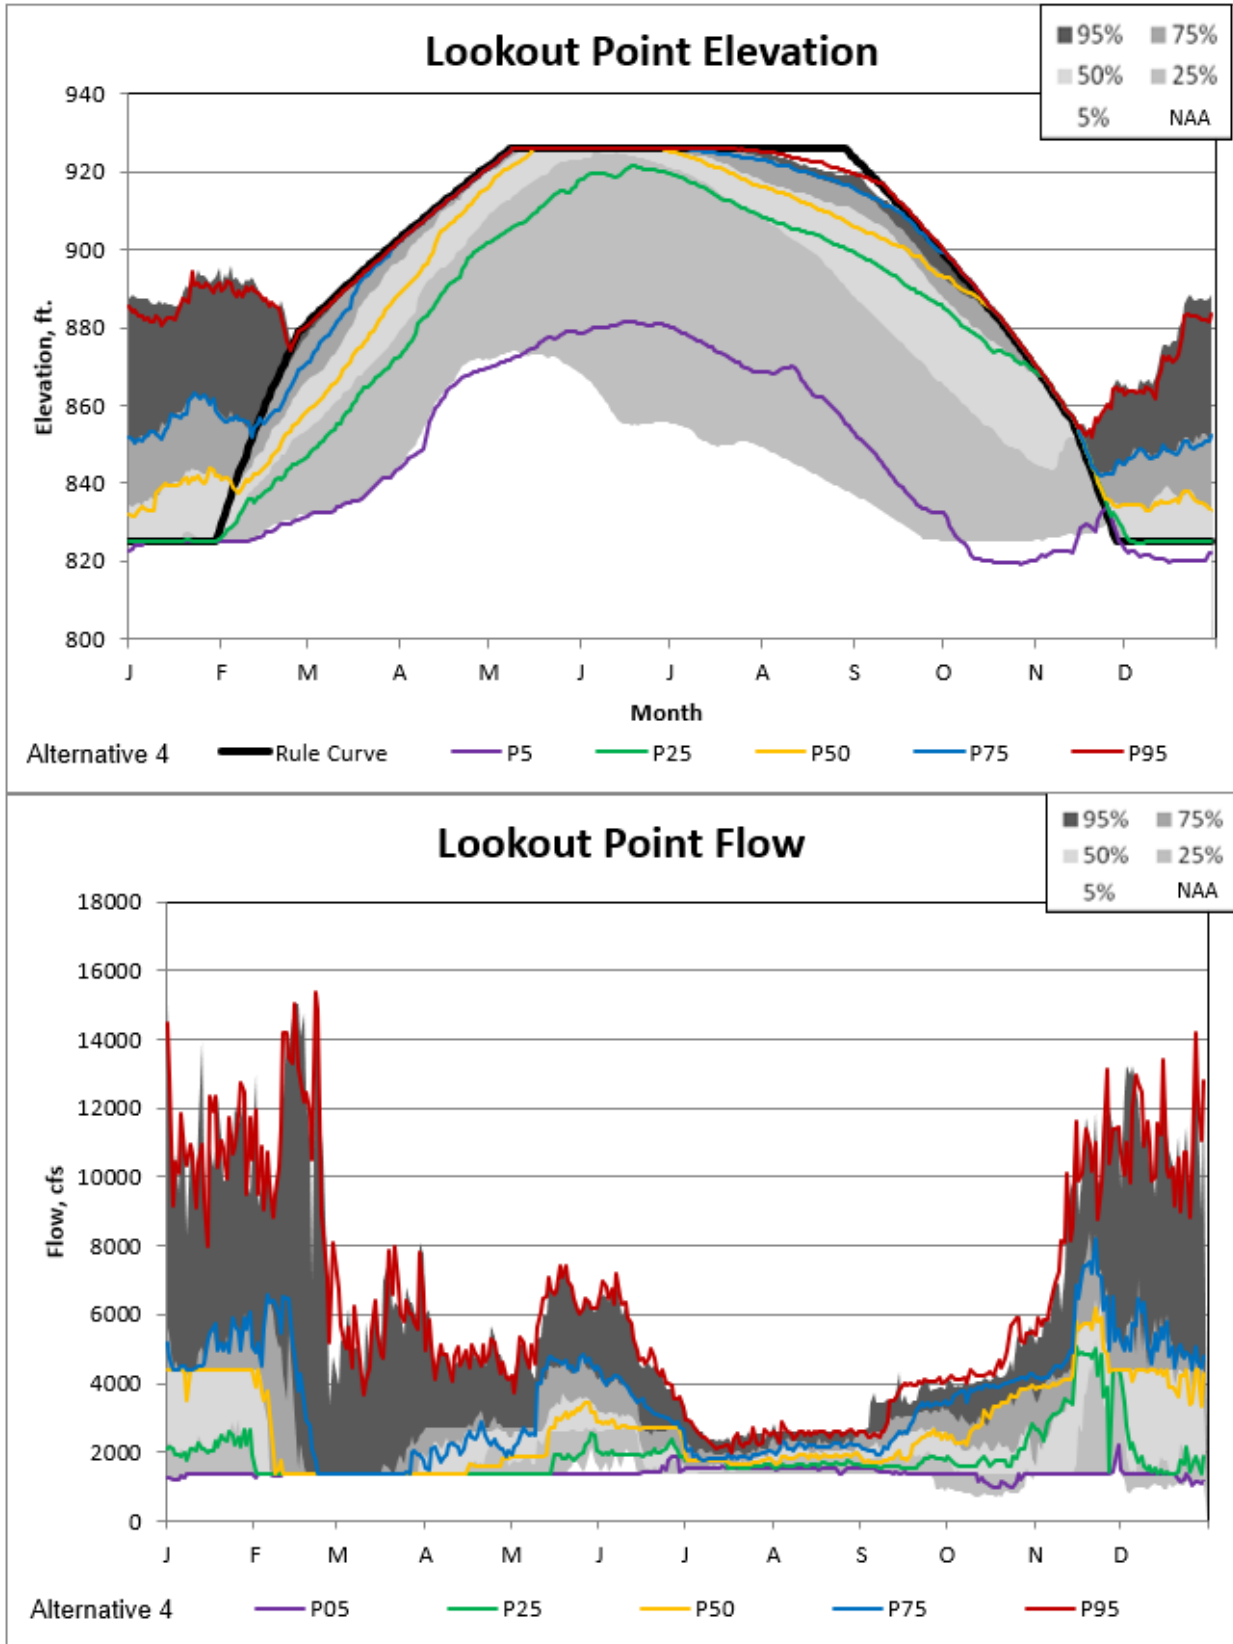 Lookout Point Elevation
95% 75%
50% 25%
5% NAA
940
920
900
880
860
840
820
800
Elevation, ft.
J F M A M J J A S O N D
Month
Alternative 4 Rule Curve P5 P25 P50 P75 P95
Lookout Point Flow
95% 75%
50% 25%
5% NAA
18000
16000
14000
12000
10000
8000
6000
4000
2000
0
Flow, cfs
J F M A M J J A S O N D
Alternative 4 P05 P25 P50 P75 P95